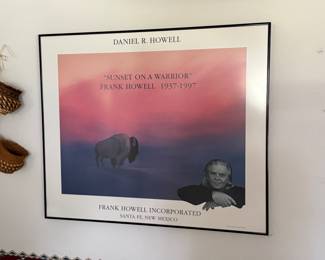 DANIEL R. HOWELL
"SUNSET ON A WARRIOR"
FRANK HOWELL 1937-1997
FRANK HOWELL INCORPORATED
SANTA FE, NEW MEXICO